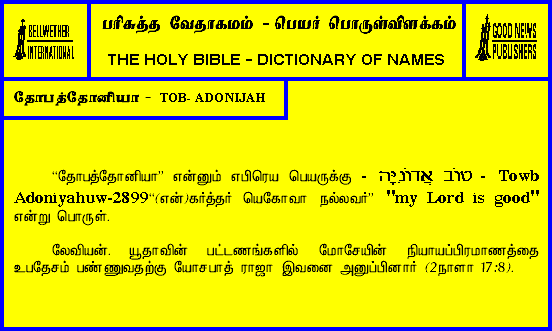 BELLWETHER
INTERNATIONAL
பரிசுத்த வேதாகமம் - பெயர் பொருள்விளக்கம்
THE HOLY BIBLE - DICTIONARY OF NAMES
GOOD NEWS
PUBLISHERS
தோபத்தோனியா - TOB- ADONIJAH
“தோபத்தோனியா” என்னும் எபிரெய பெயருக்கு - טוֹב אֲדוֹנִיָּה - Towb
Adoniyahuw-2899“(என்)கர்த்தர் யெகோவா நல்லவர்” "my Lord is good"
என்று பொருள்.
லேவியன். யூதாவின் பட்டணங்களில் மோசேயின் நியாயப்பிரமாணத்தை
உபதேசம் பண்ணுவதற்கு யோசபாத் ராஜா இவனை அனுப்பினார் (2நாளா 17:8).